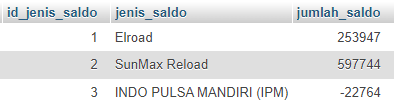 id_jenis_saldo jenis_saldo jumlah_saldo
1 Elroad 253947
2 SunMax Reload 597744
3 INDO PULSA MANDIRI (IPM) -22764